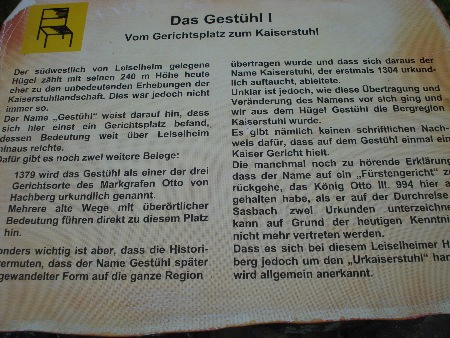 Das Gestühl I
Vom Gerichtsplatz zum Kaiserstuhl
Der südwestlich von Leiselheim gelegene
Hügel zählt mit seinen 240 m Höhe heute
eher zu den unbedeutenden Erhebungen der
Kaiserstuhllandschaft. Dies war jedoch nicht
immer so.
Der Name „Gestühl" weist darauf hin, dass
sich hier einst ein Gerichtsplatz befand,
dessen Bedeutung weit über Leiselheim
hinaus reichte.
Dafür gibt es noch zwei weitere Belege:
1379 wird das Gestühl als einer der drei
Gerichtsorte des Markgrafen Otto von
Hachberg urkundlich genannt.
Mehrere alte Wege mit überörtlicher
Bedeutung führen direkt zu diesem Platz
hin.
onders wichtig ist aber, dass die Histori-
ermuten, dass der Name Gestühl später
gewandelter Form auf die ganze Region
übertragen wurde und dass sich daraus der
Name Kaiserstuhl, der erstmals 1304 urkund-
lich auftaucht, ableitete.
Unklar ist jedoch, wie diese Übertragung und
Veränderung des Namens vor sich ging und
wir aus dem Hügel Gestühl die Bergregion
Kaiserstuhl wurde.
Es gibt nämlich keinen schriftlichen Nach-
weis dafür, dass auf dem Gestühl einmal ein
Kaiser Gericht hielt.
Die manchmal noch zu hörende Erklärung
dass der Name auf ein „Fürstengericht" z
rückgehe, das König Otto III. 994 hier a
gehalten habe, als er auf der Durchreise
Sasbach zwei Urkunden unterzeichne
kann auf Grund der heutigen Kenntni
nicht mehr vertreten werden.
Dass es sich bei diesem Leiselheimer H
berg jedoch um den „Urkaiserstuhl" han
wird allgemein anerkannt.